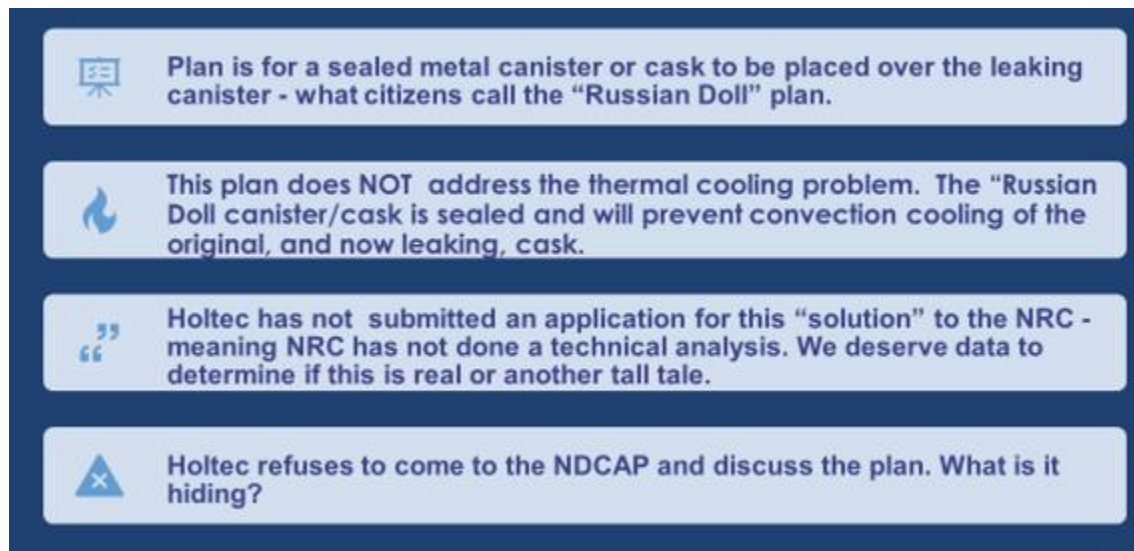 Plan is for a sealed metal canister or cask to be placed over the leaking
canister - what citizens call the “Russian Doll” plan.
This plan does NOT  address the thermal cooling problem.  The “Russian
Doll canister/cask is sealed and will prevent convection cooling of the
original, and now leaking, cask.
Holtec has not  submitted an application for this “solution” to the NRC -
meaning NRC has not done a technical analysis. We deserve data to
determine if this is real or another tall tale.
Holtec refuses to come to the NDCAP and discuss the plan. What is it
hiding?